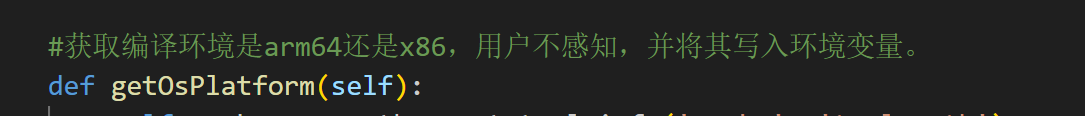 #获取编译环境是arm64还是x86，用户不感知，并将其写入环境变量。
def getOsPlatform(self):